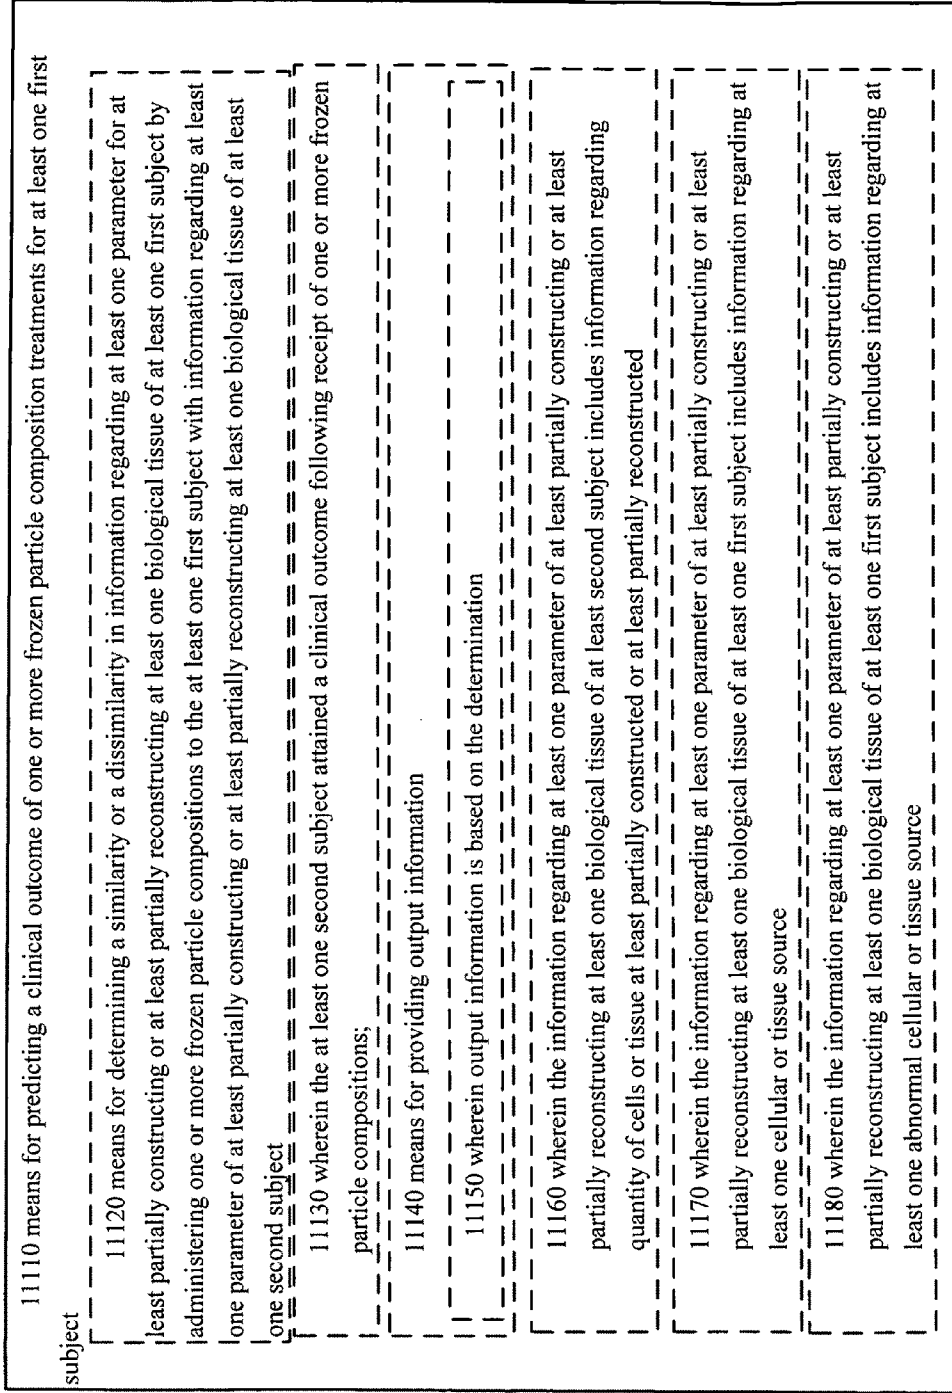 11110 means for predicting a clinical outcome of one or more frozen particle composition treatments for at least one first
subject
11120 means for determining a similarity or a dissimilarity in information regarding at least one parameter for at
least partially constructing or at least partially reconstructing at least one biological tissue of at least one first subject by
administering one or more frozen particle compositions to the at least one first subject with information regarding at least
one parameter of at least partially constructing or at least partially reconstructing at least one biological tissue of at least
one second subject
11130 wherein the at least one second subject attained a clinical outcome following receipt of one or more frozen
particle compositions;
11140 means for providing output information
11150 wherein output information is based on the determination
11160 wherein the information regarding at least one parameter of at least partially constructing or at least
partially reconstructing at least one biological tissue of at least second subject includes information regarding
quantity of cells or tissue at least partially constructed or at least partially reconstructed
11170 wherein the information regarding at least one parameter of at least partially constructing or at least
partially reconstructing at least one biological tissue of at least one first subject includes information regarding at
least one cellular or tissue source
11180 wherein the information regarding at least one parameter of at least partially constructing or at least
partially reconstructing at least one biological tissue of at least one first subject includes information regarding at
least one abnormal cellular or tissue source